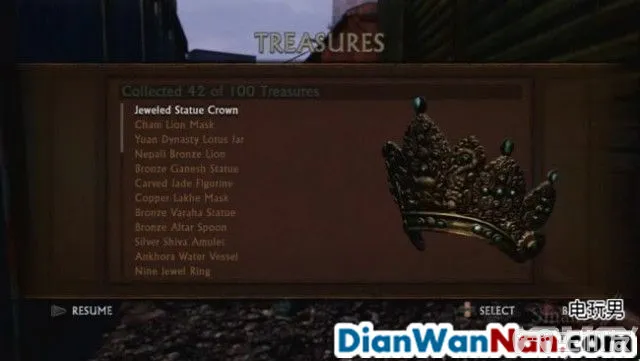 TREASURES
Collected 42 of 100 Treasures
Jeweled Statue Crown
Cham Lion Mask
Yuan Dynasty Lotus Jar
Nepali Bronze Lion
Bronze Ganesh Statue
Carved Jade Figurine
Copper Lakhe Mask
Bronze Varaha Statue
Bronze Altar Spoon
Silver Shiva Amulet
Ankhora Water Vessel
Nine Jewel Ring
RESUME
SELECT
电玩男
DianWanNan.com